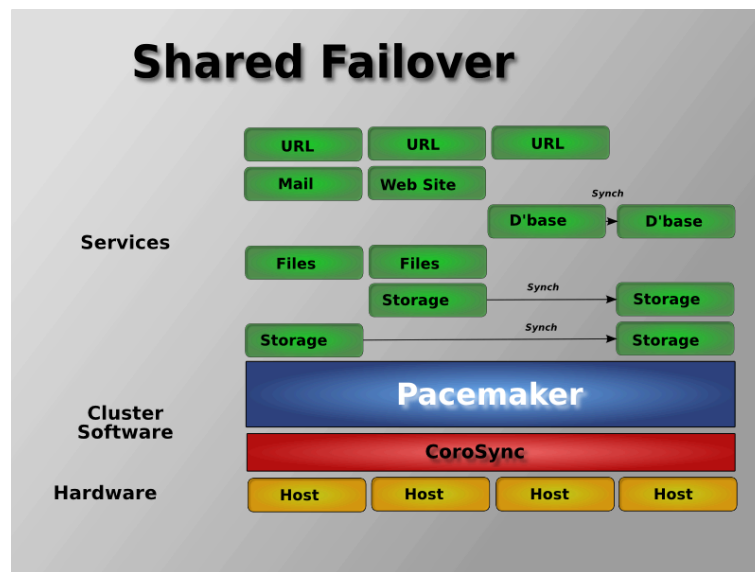 Shared Failover
URL URL URL
Mail Web Site
Synch
D'base D'base
Services
Files Files
Synch
Storage Storage
Synch
Storage Storage
Pacemaker
Cluster
Software
CoroSync
Hardware Host Host Host Host